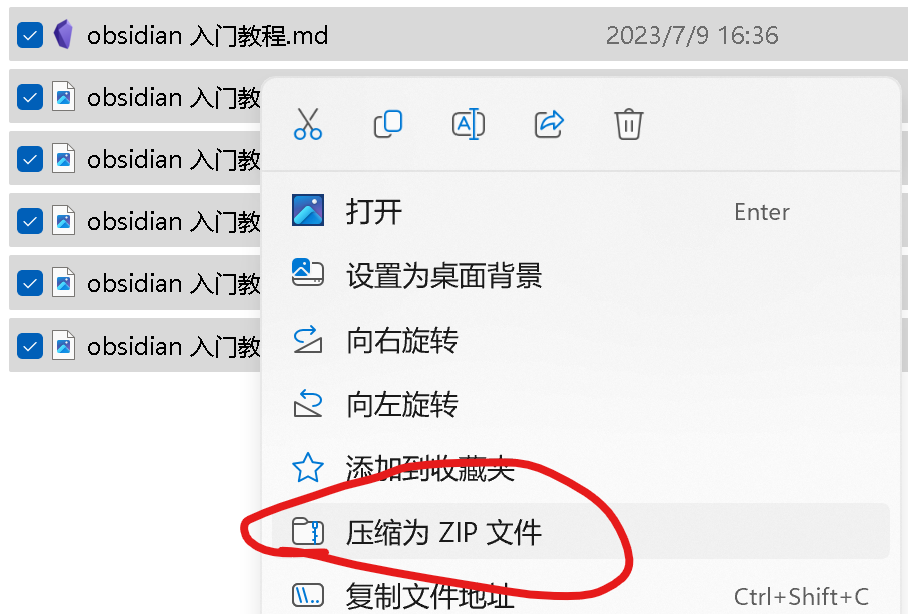 obsidian 入门教程.md 2023/7/9 16:36
obsidian 入门教
obsidian 入门教
obsidian 入门教
obsidian 入门教
obsidian 入门教
打开 Enter
设置为桌面背景
向右旋转
向左旋转
添加到收藏夹
压缩为 ZIP 文件
复制文件地址 Ctrl+Shift+C